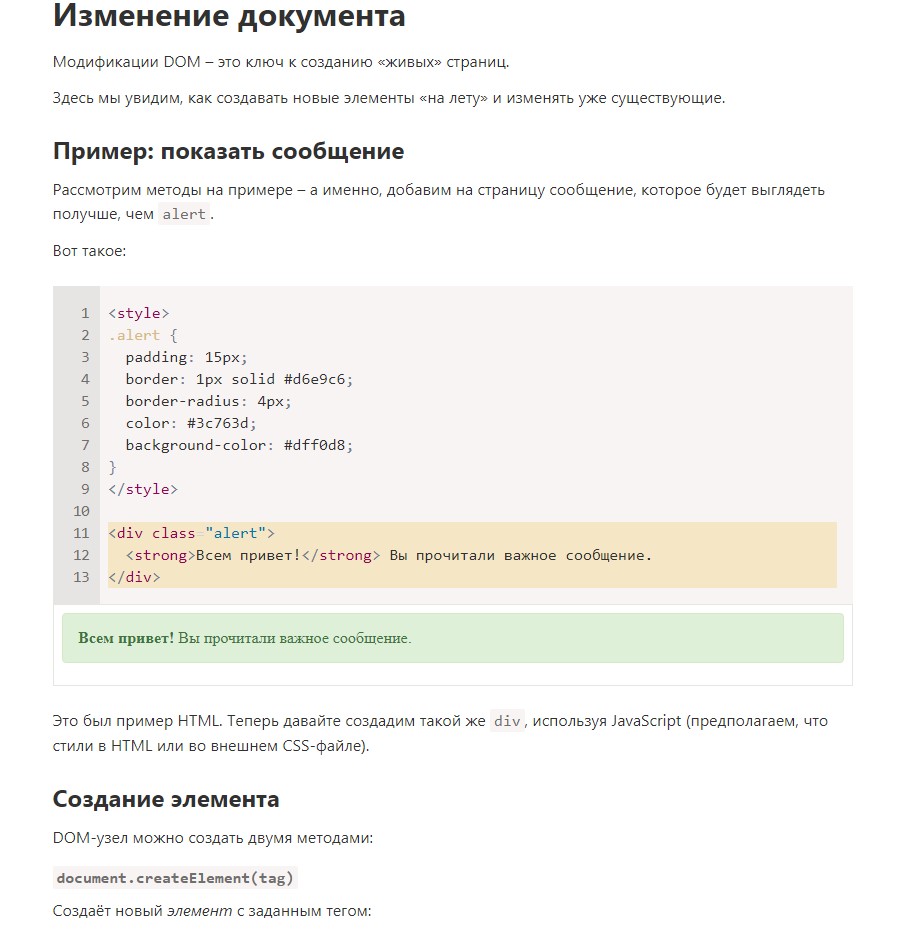 Изменение документа
Модификации DOM – это ключ к созданию «живых» страниц.
Здесь мы увидим, как создавать новые элементы «на лету» и изменять уже существующие.
Пример: показать сообщение
Рассмотрим методы на примере – а именно, добавим на страницу сообщение, которое будет выглядеть
получше, чем alert.
Вот такое:
1 <style>
2 .alert {
3   padding: 15px;
4   border: 1px solid #d6e9c6;
5   border-radius: 4px;
6   color: #3c763d;
7   background-color: #dff0d8;
8 }
9 </style>
10
11 <div class="alert">
12   <strong>Всем привет!</strong> Вы прочитали важное сообщение.
13 </div>
Всем привет! Вы прочитали важное сообщение.
Это был пример HTML. Теперь давайте создадим такой же div, используя JavaScript (предполагаем, что
стили в HTML или во внешнем CSS-файле).
Создание элемента
DOM-узел можно создать двумя методами:
document.createElement(tag)
Создаёт новый элемент с заданным тегом: